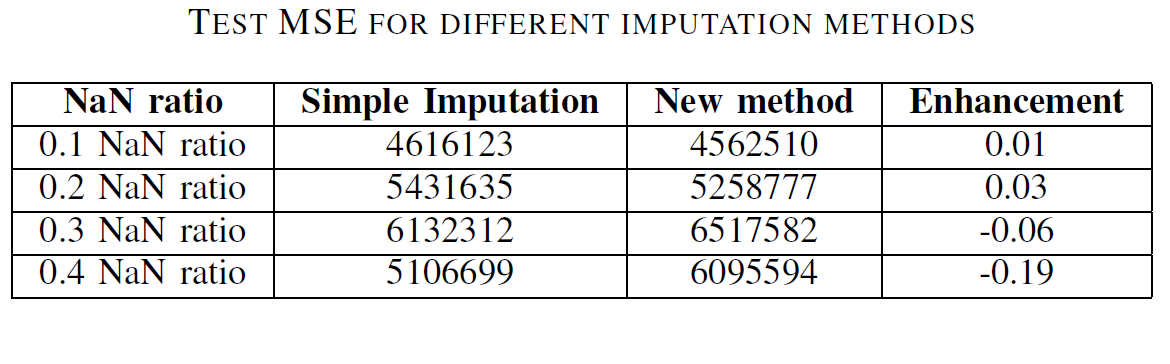 TEST MSE FOR DIFFERENT IMPUTATION METHODS
NaN ratio Simple Imputation New method Enhancement
0.1 NaN ratio 4616123 4562510 0.01
0.2 NaN ratio 5431635 5258777 0.03
0.3 NaN ratio 6132312 6517582 -0.06
0.4 NaN ratio 5106699 6095594 -0.19